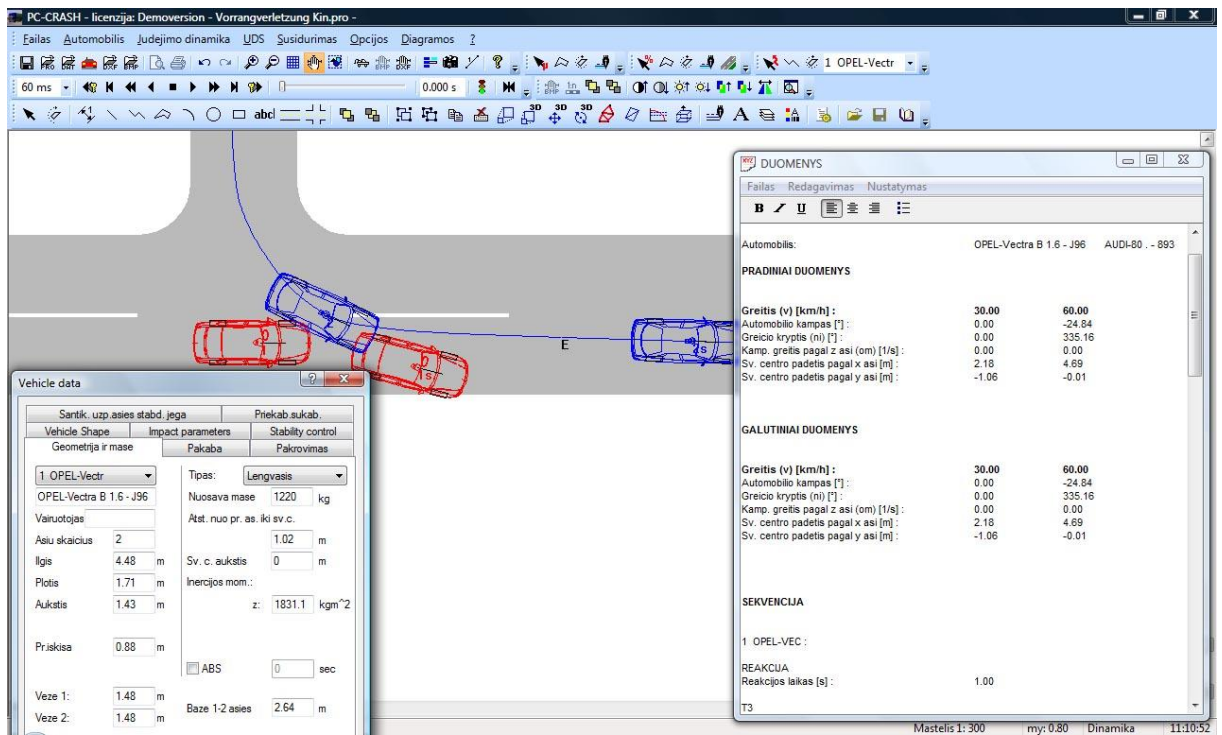 PC-CRASH - licenzija: Demoversion - Vorrangverletzung Kin.pro -
Failas Automobilis Judejimo dinamika UDS Susidurimas Opcijos Diagramos ?
1 OPEL-Vectr
60 ms 0.000 s
abcl 3D 3D 3D A
E
DUOMENYS
Failas Redagavimas Nustatymas
B I U
Automobilis: OPEL-Vectra B 1.6 - J96 AUDI-80 . - 893
PRADINIAI DUOMENYS
Greitis (v) [km/h] : 30.00 60.00
Automobilio kampas [°] : 0.00 -24.84
Greicio kryptis (ni) [°] : 0.00 335.16
Kamp. greitis pagal z asi (om) [1/s] : 0.00 0.00
Sv. centro padetis pagal x asi [m] : 2.18 4.69
Sv. centro padetis pagal y asi [m] : -1.06 -0.01
GALUTINIAI DUOMENYS
Greitis (v) [km/h] : 30.00 60.00
Automobilio kampas [°] : 0.00 -24.84
Greicio kryptis (ni) [°] : 0.00 335.16
Kamp. greitis pagal z asi (om) [1/s] : 0.00 0.00
Sv. centro padetis pagal x asi [m] : 2.18 4.69
Sv. centro padetis pagal y asi [m] : -1.06 -0.01
SEKVENCIJA
1 OPEL-VEC :
REAKCIJA
Reakcijos laikas [s] : 1.00
T3
Vehicle data
Santik. uzp.asies stabd. jega Priekab.sukab.
Vehicle Shape Impact parameters Stability control
Geometrija ir mase Pakaba Pakrovimas
1 OPEL-Vectr Tipas: Lengvasis
OPEL-Vectra B 1.6 - J96 Nuosava mase 1220 kg
Vairuotojas Atst. nuo pr. as. iki sv.c.
Asiu skaicius 2 1.02 m
Ilgis 4.48 m Sv. c. aukstis 0 m
Plotis 1.71 m Inercijos mom.:
Aukstis 1.43 m z: 1831.1 kgm^2
Pr.iskisa 0.88 m
ABS 0 sec
Veze 1: 1.48 m
Baze 1-2 asies 2.64 m
Veze 2: 1.48 m
Mastelis 1: 300 my: 0.80 Dinamika 11:10:52